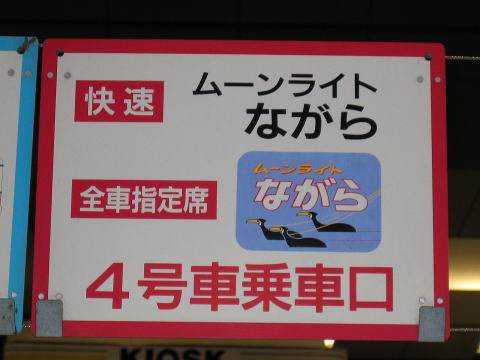 快速
ムーンライト
ながら
全車指定席
ムーンライト
ながら
4号車乗車口
KIOSK